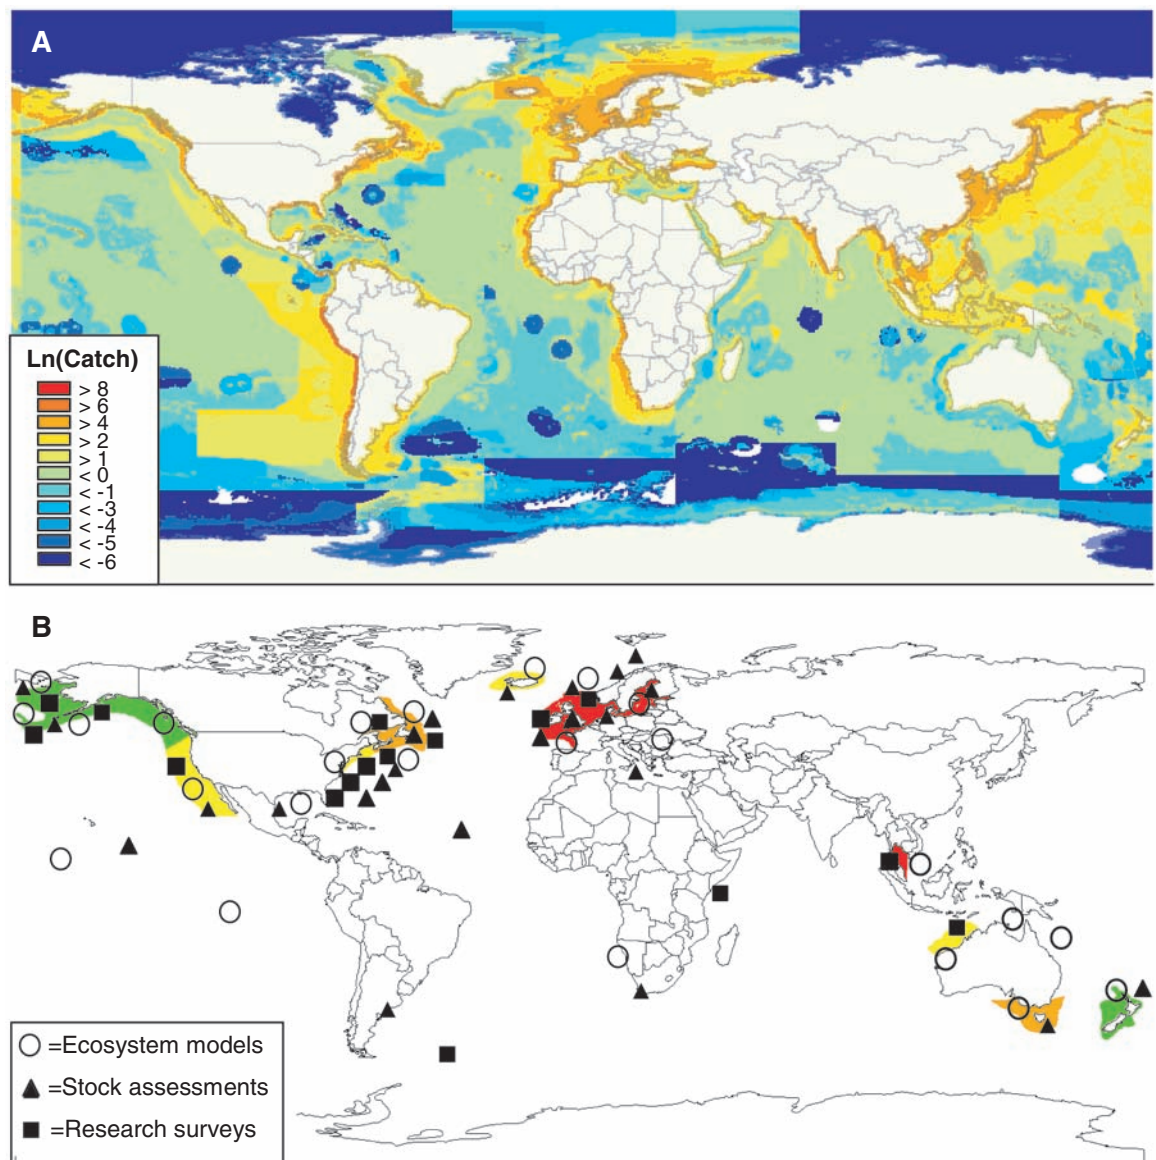 A
Ln(Catch)
> 8
> 6
> 4
> 2
> 1
< 0
< -1
< -3
< -4
< -5
< -6
B
=Ecosystem models
=Stock assessments
=Research surveys